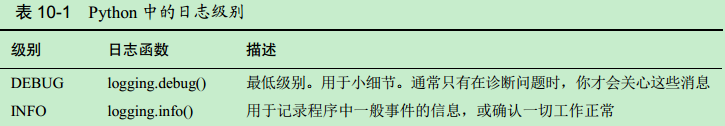 表 10-1 Python 中的日志级别
级别 日志函数 描述
DEBUG logging.debug() 最低级别。用于小细节。通常只有在诊断问题时，你才会关心这些消息
INFO logging.info() 用于记录程序中一般事件的信息，或确认一切工作正常